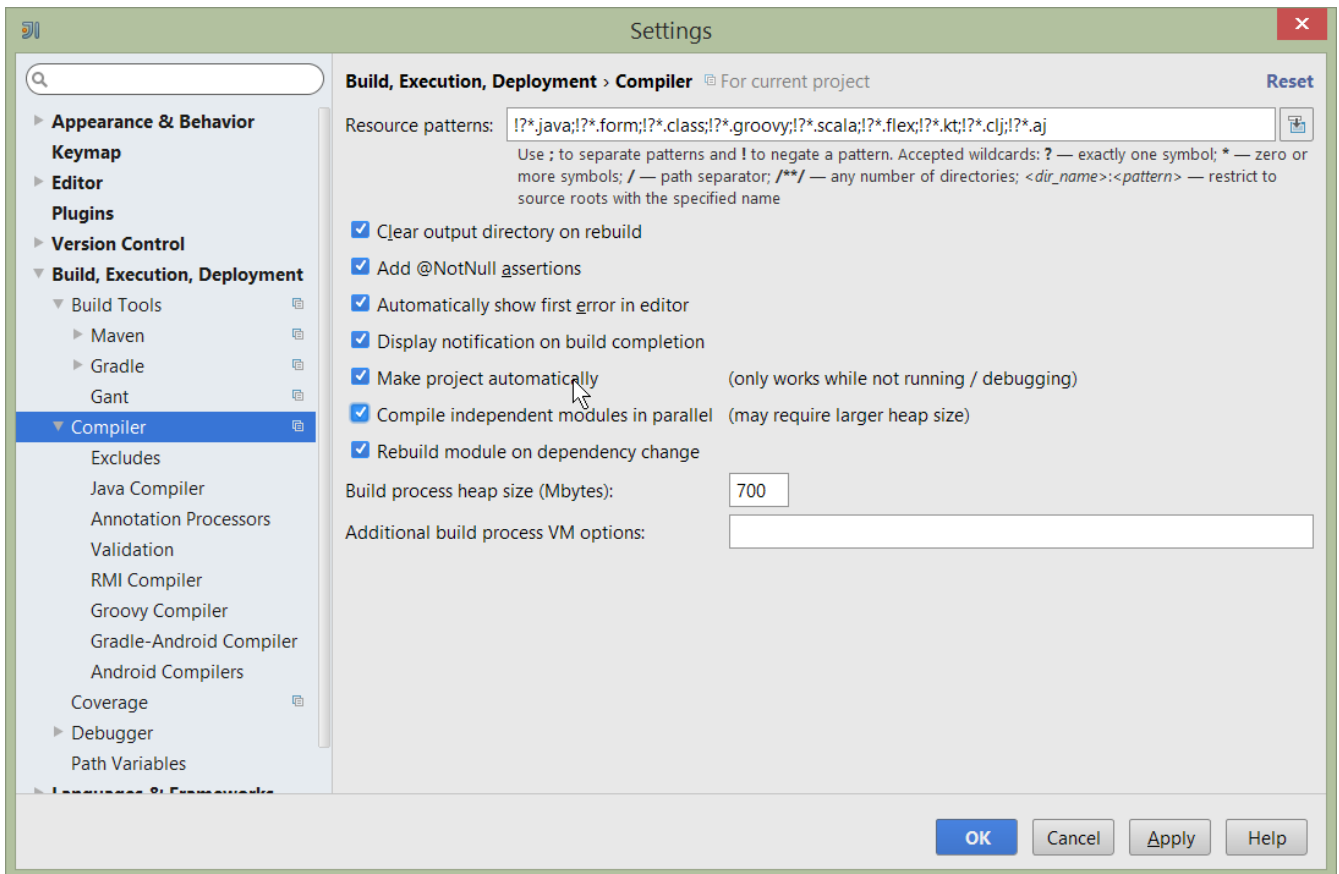 Settings
Build, Execution, Deployment › Compiler For current project Reset
Appearance & Behavior
Keymap
Editor
Plugins
Version Control
Build, Execution, Deployment
Build Tools
Maven
Gradle
Gant
Compiler
Excludes
Java Compiler
Annotation Processors
Validation
RMI Compiler
Groovy Compiler
Gradle-Android Compiler
Android Compilers
Coverage
Debugger
Path Variables
Languages & Frameworks
Resource patterns: !?*.java;!?*.form;!?*.class;!?*.groovy;!?*.scala;!?*.flex;!?*.kt;!?*.clj;!?*.aj
Use ; to separate patterns and ! to negate a pattern. Accepted wildcards: ? — exactly one symbol; * — zero or
more symbols; / — path separator; /**/ — any number of directories; <dir_name>:<pattern> — restrict to
source roots with the specified name
Clear output directory on rebuild
Add @NotNull assertions
Automatically show first error in editor
Display notification on build completion
Make project automatically (only works while not running / debugging)
Compile independent modules in parallel (may require larger heap size)
Rebuild module on dependency change
Build process heap size (Mbytes): 700
Additional build process VM options:
OK Cancel Apply Help